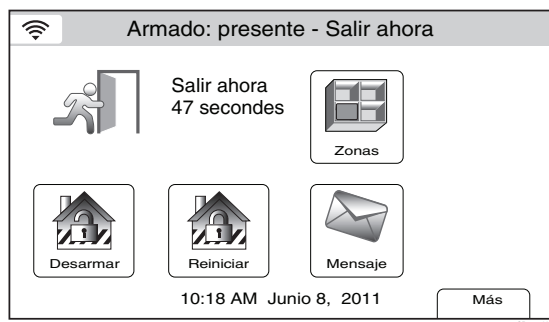 Armado: presente - Salir ahora
Salir ahora
47 secondes
Zonas
Desarmar
Reiniciar
Mensaje
10:18 AM Junio 8, 2011
Más